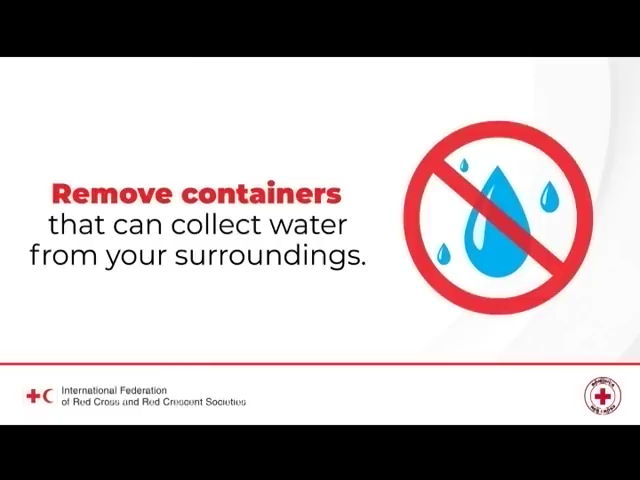 Remove containers
that can collect water
from your surroundings.
International Federation
of Red Cross and Red Crescent Societies